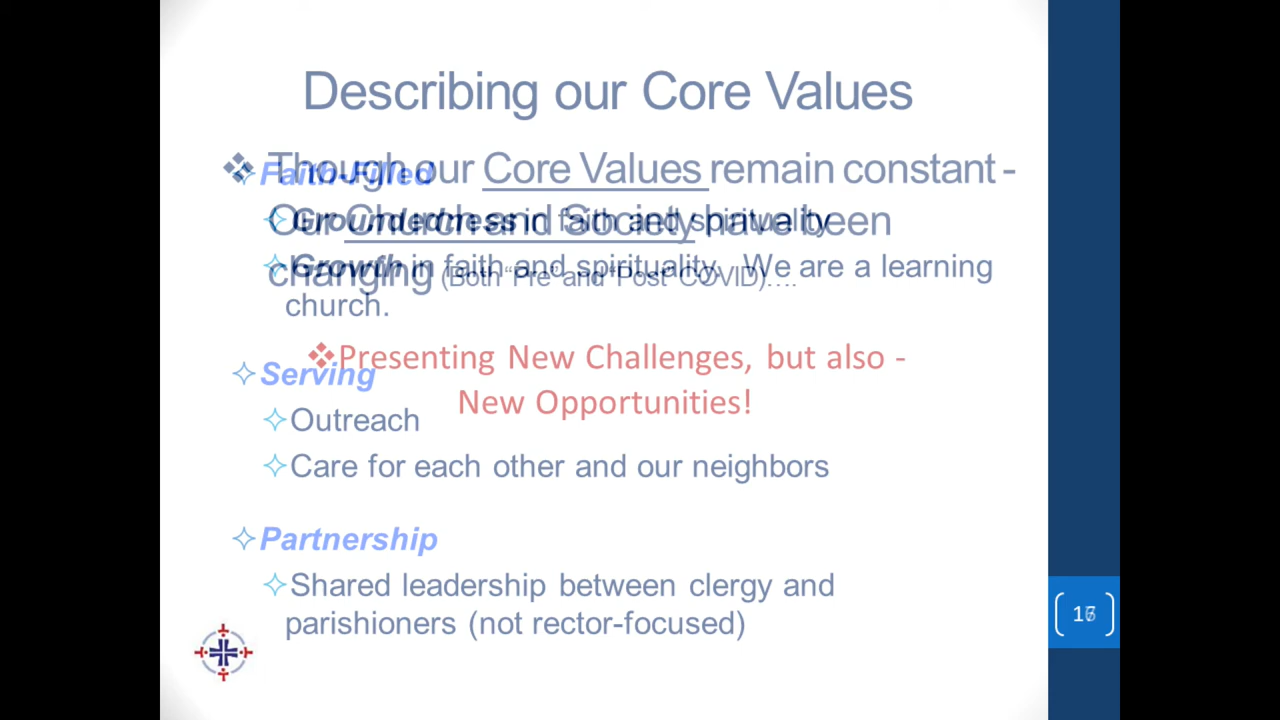 Describing our Core Values
❖ Though our Core Values remain constant -
Our Church and Society have been
changing (Both “Pre” and “Post” COVID)….
❖Presenting New Challenges, but also -
New Opportunities!
✧Faith-Filled
✧Groundedness in faith and spirituality
✧Growth in faith and spirituality. We are a learning
church.
✧Serving
✧Outreach
✧Care for each other and our neighbors
✧Partnership
✧Shared leadership between clergy and
parishioners (not rector-focused)